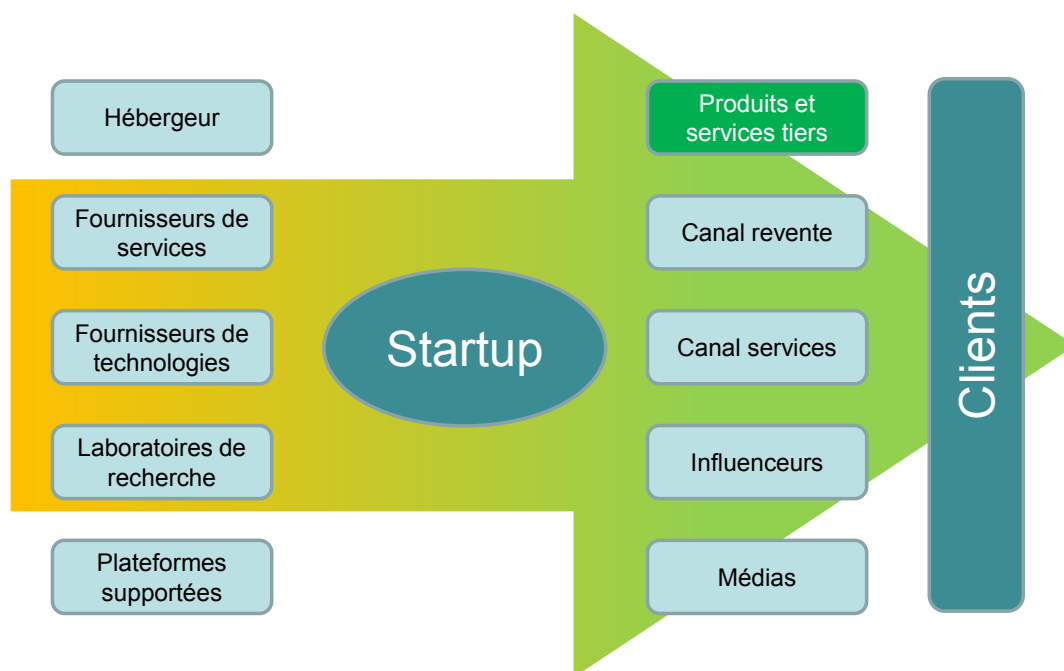 Hébergeur
Fournisseurs de
services
Fournisseurs de
technologies
Laboratoires de
recherche
Plateformes
supportées
Startup
Produits et
services tiers
Canal revente
Canal services
Influenceurs
Médias
Clients